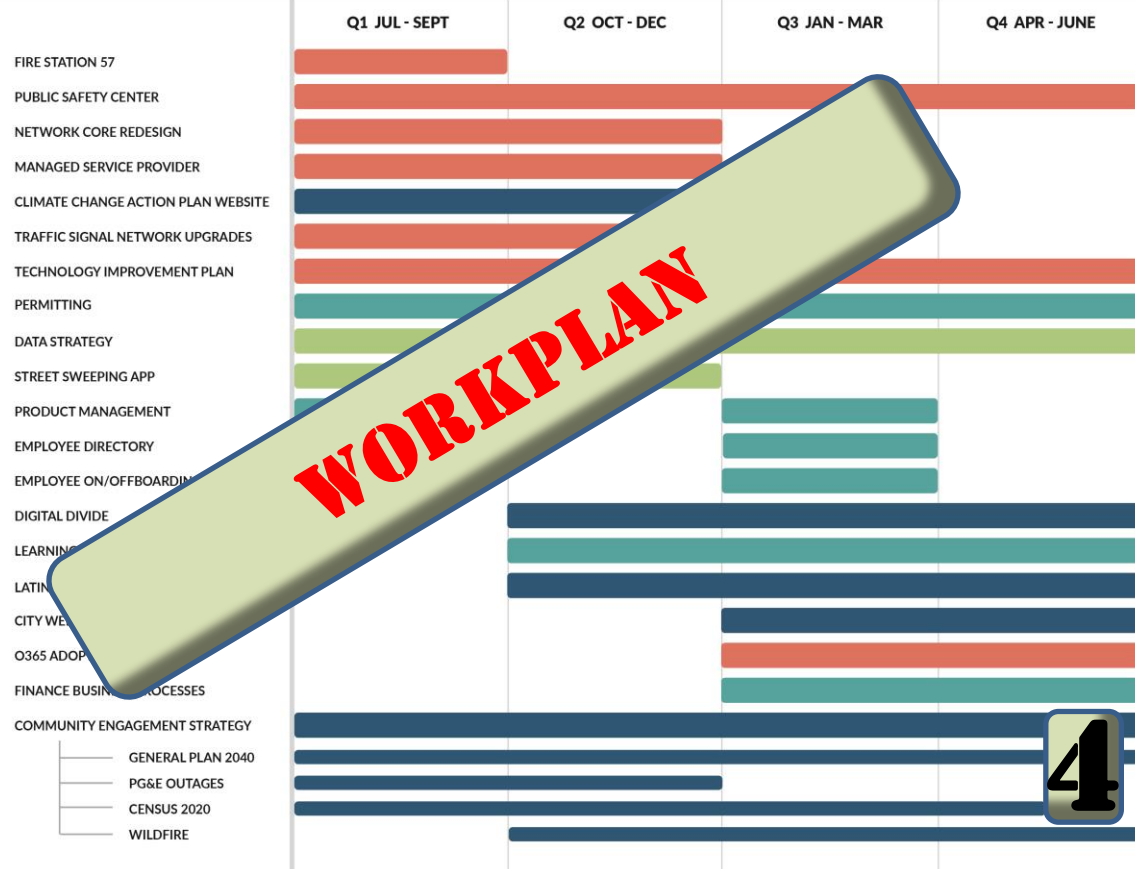 Q1 JUL - SEPT Q2 OCT - DEC Q3 JAN - MAR Q4 APR - JUNE
FIRE STATION 57
PUBLIC SAFETY CENTER
NETWORK CORE REDESIGN
MANAGED SERVICE PROVIDER
CLIMATE CHANGE ACTION PLAN WEBSITE
TRAFFIC SIGNAL NETWORK UPGRADES
TECHNOLOGY IMPROVEMENT PLAN
PERMITTING
DATA STRATEGY
STREET SWEEPING APP
PRODUCT MANAGEMENT
EMPLOYEE DIRECTORY
EMPLOYEE
DIGITAL DIVIDE
CITY
O365
FINANCE
COMMUNITY ENGAGEMENT STRATEGY
GENERAL PLAN 2040
PG&E OUTAGES
CENSUS 2020
WILDFIRE
WORKPLAN
4